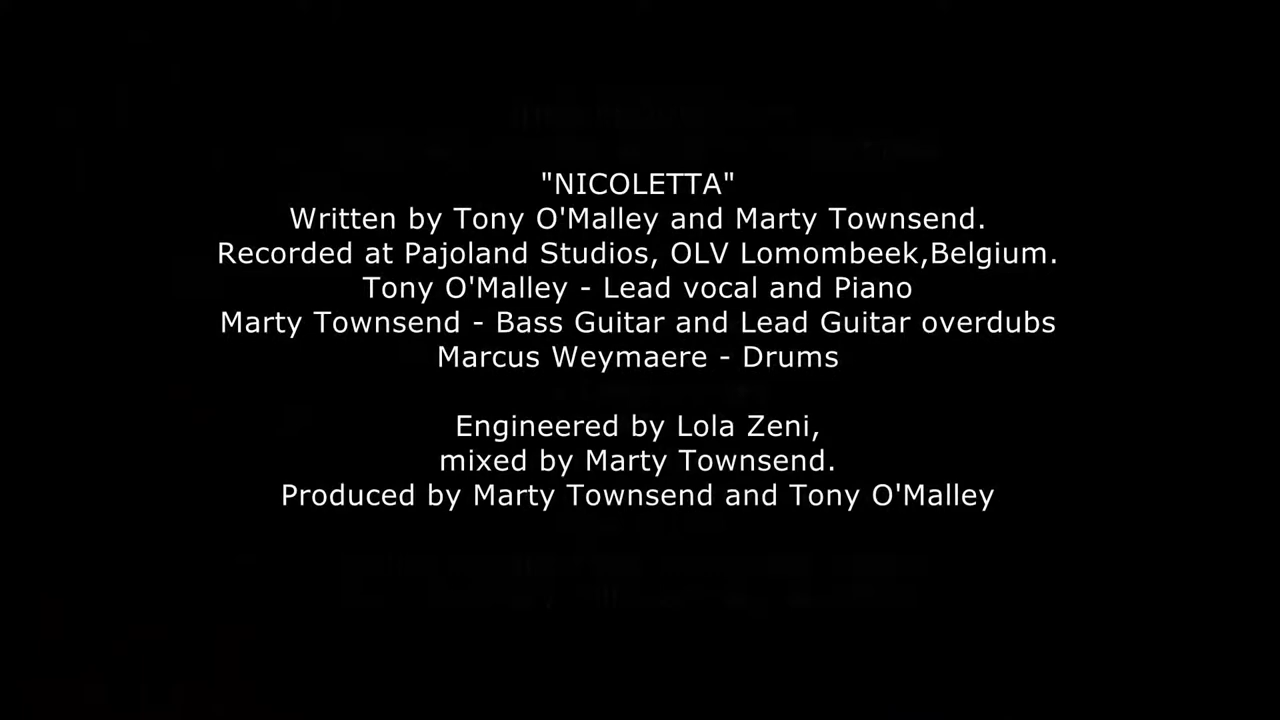 "NICOLETTA"
Written by Tony O'Malley and Marty Townsend.
Recorded at Pajoland Studios, OLV Lomombeek,Belgium.
Tony O'Malley - Lead vocal and Piano
Marty Townsend - Bass Guitar and Lead Guitar overdubs
Marcus Weymaere - Drums
Engineered by Lola Zeni,
mixed by Marty Townsend.
Produced by Marty Townsend and Tony O'Malley